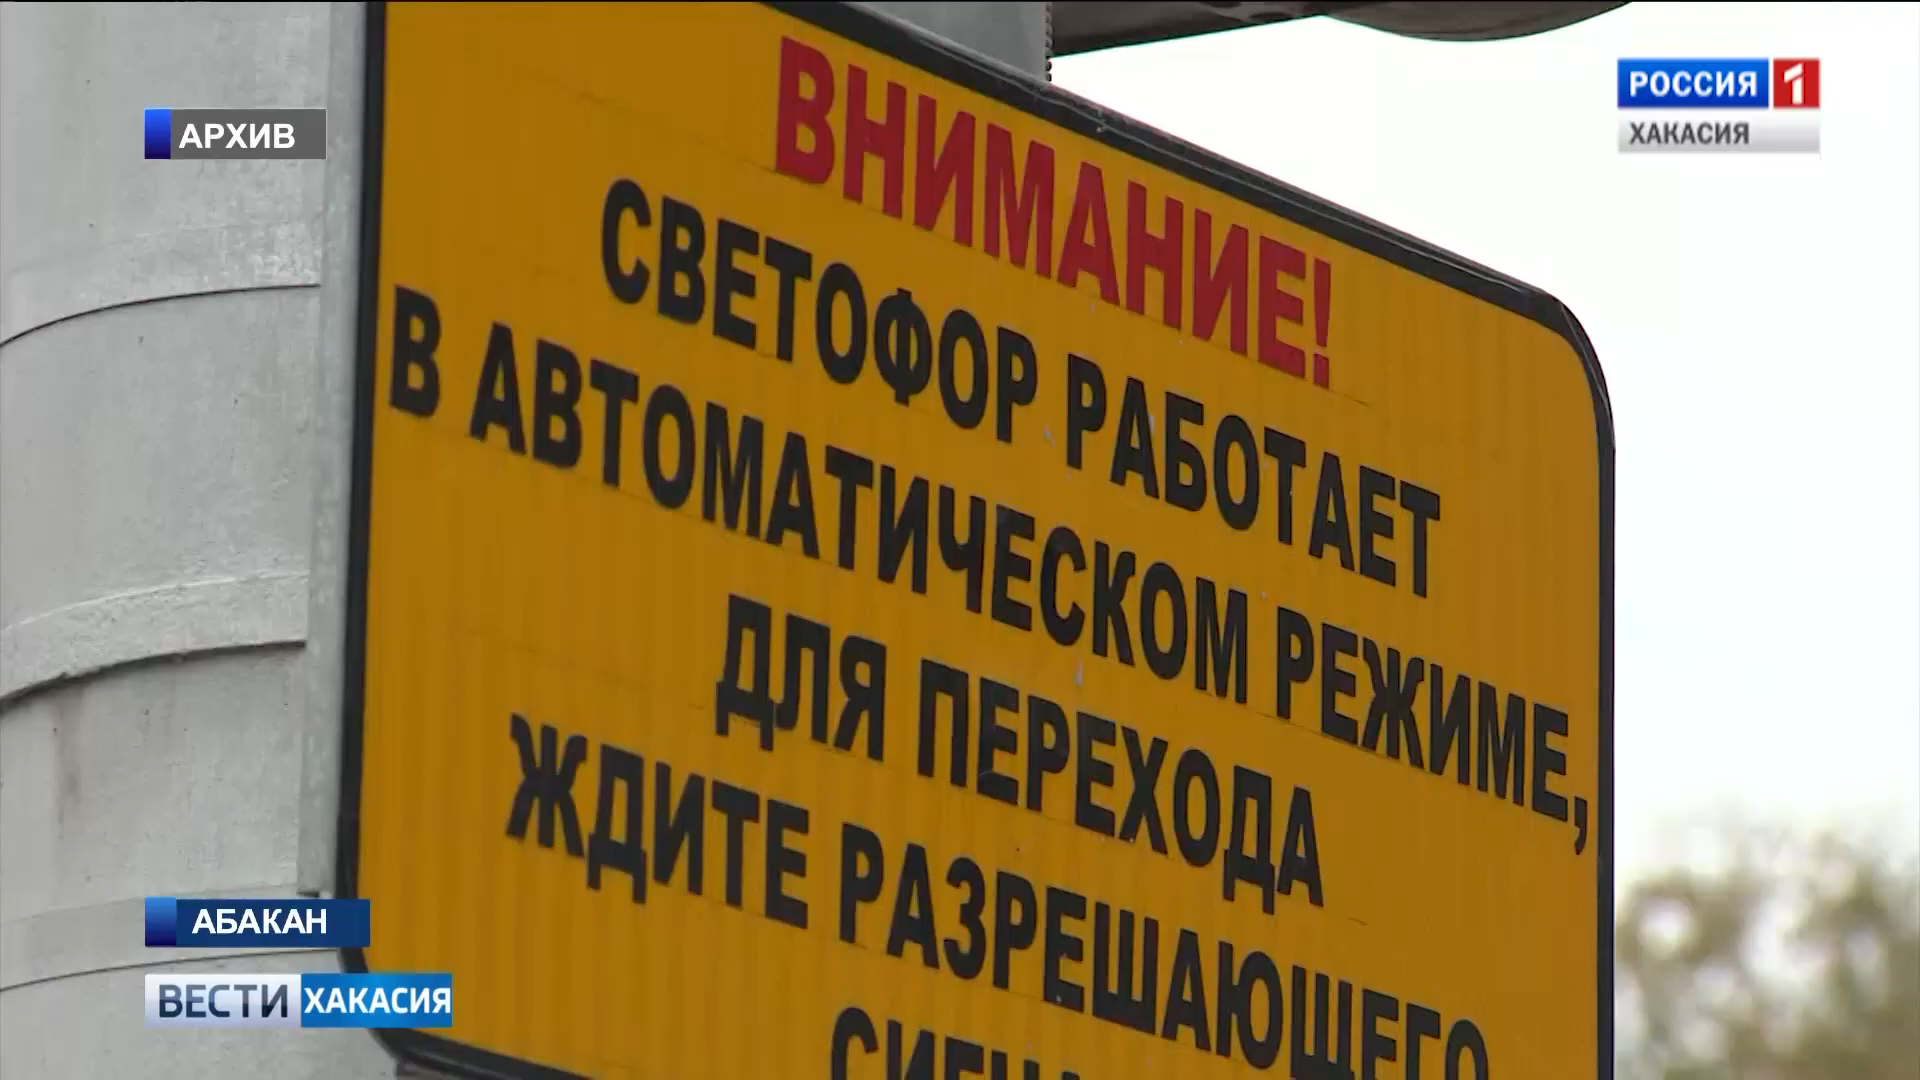 РОССИЯ 1
ХАКАСИЯ
АРХИВ
ВНИМАНИЕ!
СВЕТОФОР РАБОТАЕТ
В АВТОМАТИЧЕСКОМ РЕЖИМЕ,
ДЛЯ ПЕРЕХОДА
ЖДИТЕ РАЗРЕШАЮЩЕГО
АБАКАН
ВЕСТИ ХАКАСИЯ